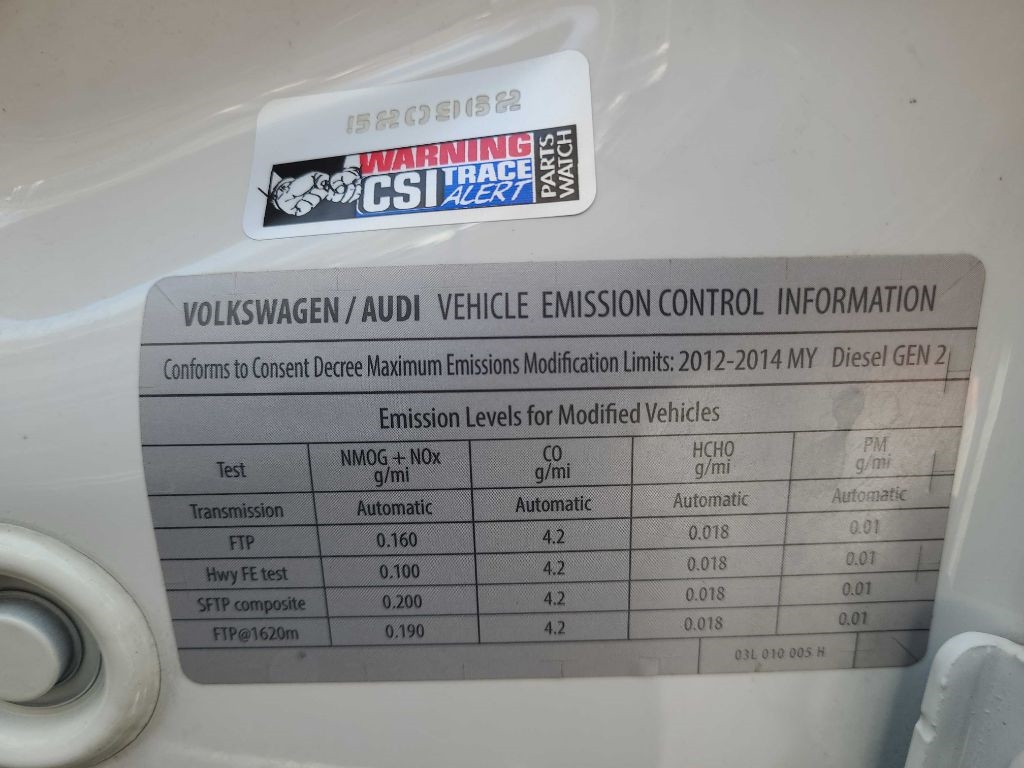 520962
WARNING
CSI TRACE ALERT
PARTS WATCH
VOLKSWAGEN / AUDI VEHICLE EMISSION CONTROL INFORMATION
Conforms to Consent Decree Maximum Emissions Modification Limits: 2012-2014 MY Diesel GEN 2
Emission Levels for Modified Vehicles
Test NMOG + NOx g/mi CO g/mi HCHO g/mi PM g/mi
Transmission Automatic Automatic Automatic Automatic
FTP 0.160 4.2 0.018 0.01
Hwy FE test 0.100 4.2 0.018 0.01
SFTP composite 0.200 4.2 0.018 0.01
FTP@1620m 0.190 4.2 0.018 0.01
03L 010 005 H